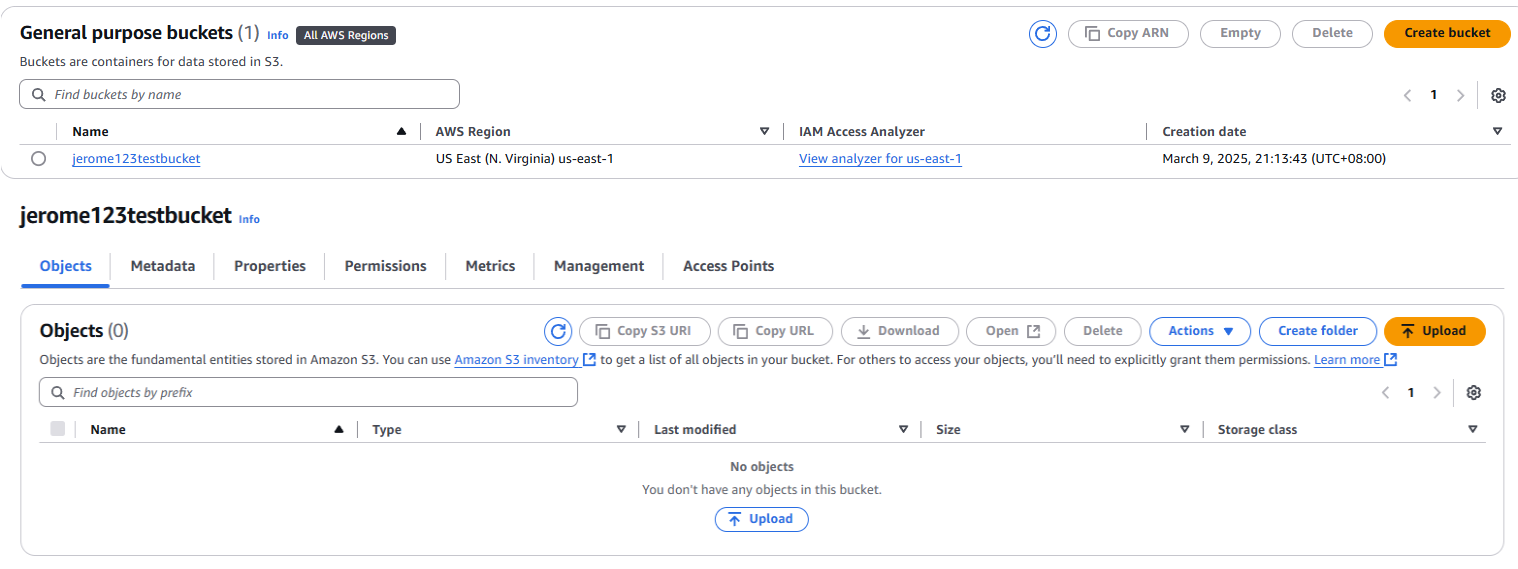 General purpose buckets (1) Info All AWS Regions Copy ARN Empty Delete Create bucket
Buckets are containers for data stored in S3.
Find buckets by name 1
Name AWS Region IAM Access Analyzer Creation date
jerome123testbucket US East (N. Virginia) us-east-1 View analyzer for us-east-1 March 9, 2025, 21:13:43 (UTC+08:00)
jerome123testbucket Info
Objects Metadata Properties Permissions Metrics Management Access Points
Objects (0) Copy S3 URI Copy URL Download Open Delete Actions Create folder Upload
Objects are the fundamental entities stored in Amazon S3. You can use Amazon S3 inventory to get a list of all objects in your bucket. For others to access your objects, you'll need to explicitly grant them permissions. Learn more
Find objects by prefix 1
Name Type Last modified Size Storage class
No objects
You don't have any objects in this bucket.
Upload